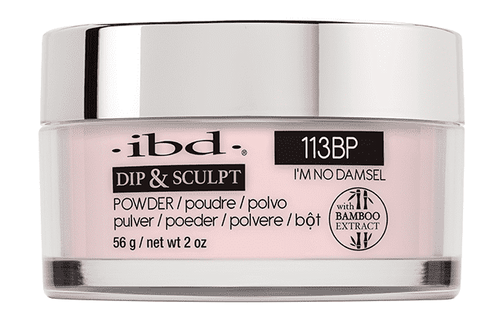 ·ibd·®
DIP & SCULPT
POWDER / poudre / polvo
pulver / poeder / polvere / bột
56 g / net wt 2 oz
113BP
I'M NO DAMSEL
with
BAMBOO
EXTRACT